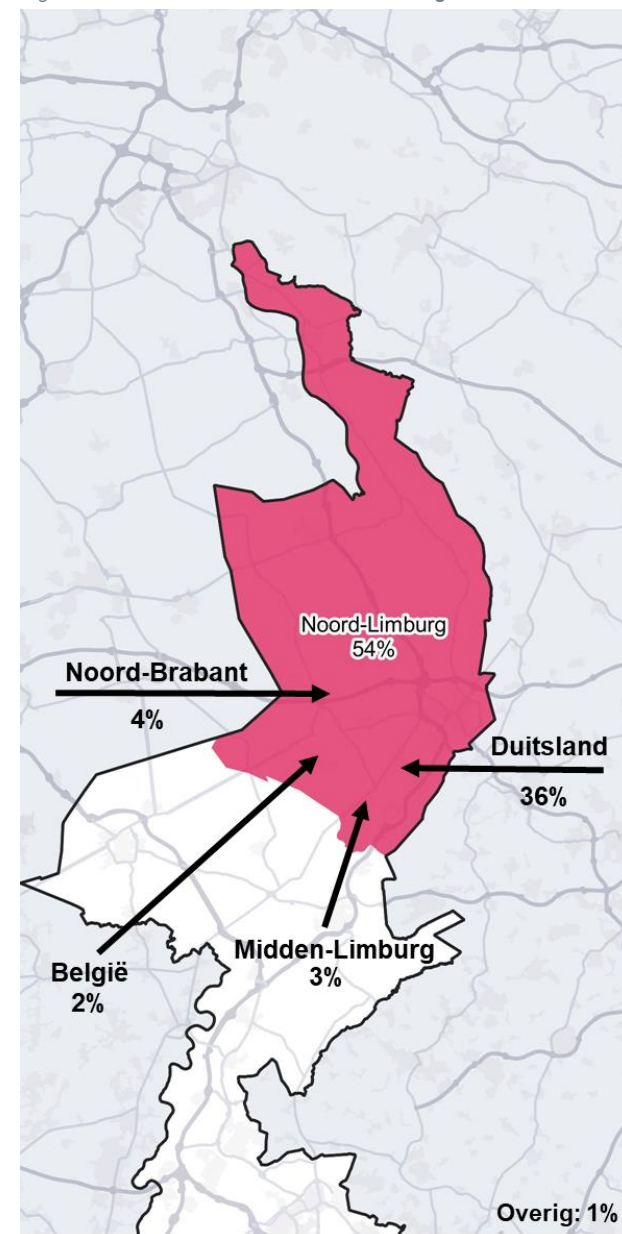 Noord-Limburg
54%
Noord-Brabant
4%
Duitsland
36%
Midden-Limburg
3%
België
2%
Overig: 1%